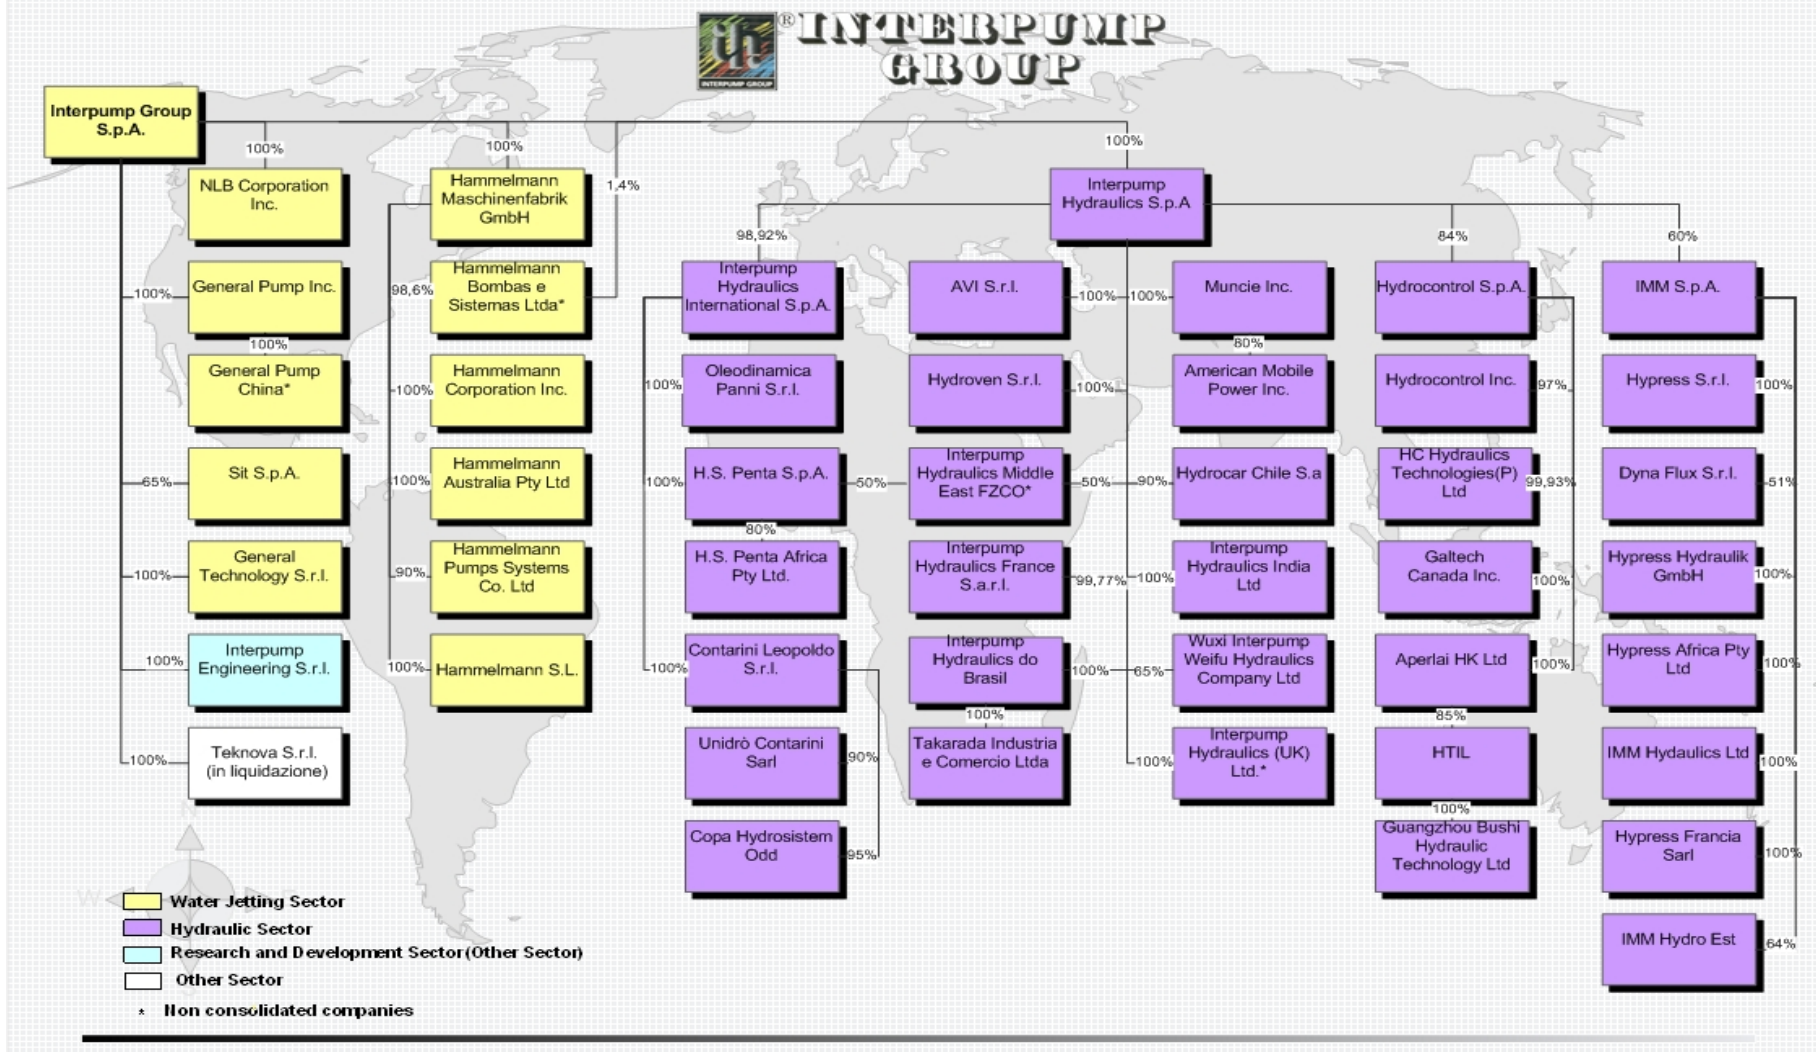 INTERPUMP
GROUP
®
INTERPUMP GROUP
Interpump Group
S.p.A.
100%
100%
1,4%
100%
NLB Corporation
Inc.
Hammelmann
Maschinenfabrik
GmbH
Interpump
Hydraulics S.p.A
98,92%
84%
60%
100%
General Pump Inc.
100%
General Pump
China*
65%
Sit S.p.A.
100%
General
Technology S.r.l.
100%
Interpump
Engineering S.r.l.
100%
Teknova S.r.l.
(in liquidazione)
98,6%
Hammelmann
Bombas e
Sistemas Ltda*
100%
Hammelmann
Corporation Inc.
100%
Hammelmann
Australia Pty Ltd
90%
Hammelmann
Pumps Systems
Co. Ltd
100%
Hammelmann S.L.
Interpump
Hydraulics
International S.p.A.
100%
Oleodinamica
Panni S.r.l.
100%
H.S. Penta S.p.A.
50%
80%
H.S. Penta Africa
Pty Ltd.
100%
Contarini Leopoldo
S.r.l.
Unidrò Contarini
Sarl
90%
Copa Hydrosistem
Odd
95%
AVI S.r.l.
100%
Hydroven S.r.l.
100%
Interpump
Hydraulics Middle
East FZCO*
50%
Interpump
Hydraulics France
S.a.r.l.
99,77%
Interpump
Hydraulics do
Brasil
100%
100%
Takarada Industria
e Comercio Ltda
100%
Muncie Inc.
80%
American Mobile
Power Inc.
90%
Hydrocar Chile S.a
100%
Interpump
Hydraulics India
Ltd
65%
Wuxi Interpump
Weifu Hydraulics
Company Ltd
100%
Interpump
Hydraulics (UK)
Ltd.*
Hydrocontrol S.p.A.
Hydrocontrol Inc.
97%
HC Hydraulics
Technologies(P)
Ltd
99,93%
Galtech
Canada Inc.
100%
Aperlai HK Ltd
100%
85%
HTIL
100%
Guangzhou Bushi
Hydraulic
Technology Ltd
IMM S.p.A.
Hypress S.r.l.
100%
Dyna Flux S.r.l.
51%
Hypress Hydraulik
GmbH
100%
Hypress Africa Pty
Ltd
100%
IMM Hydaulics Ltd
100%
Hypress Francia
Sarl
100%
IMM Hydro Est
64%
N
W
E
S
Water Jetting Sector
Hydraulic Sector
Research and Development Sector(Other Sector)
Other Sector
* Non consolidated companies